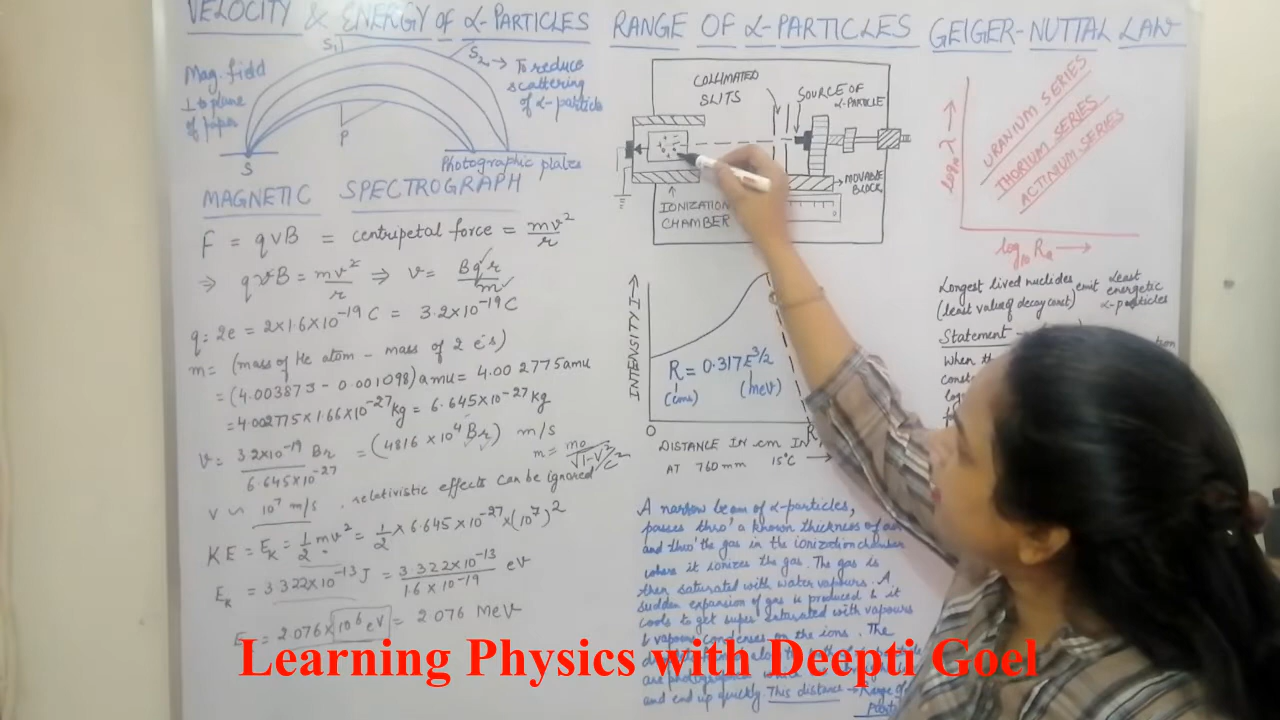 VELOCITY & ENERGY of α-PARTICLES
S₁
S₂ → To reduce
scattering
of α-particle
Mag. field
⊥ to plane
of paper
P
S
Photographic plates
MAGNETIC SPECTROGRAPH
F = qVB = centripetal force = mv²/r
⇒ qvB = mv²/r ⇒ v = Bqr/m
q = 2e = 2×1.6×10⁻¹⁹ C = 3.2×10⁻¹⁹ C
m = (mass of He atom - mass of 2 e⁻s)
= (4.003873 - 0.001098) amu = 4.002775 amu
= 4.002775×1.66×10⁻²⁷ kg = 6.645×10⁻²⁷ kg
v = 3.2×10⁻¹⁹/6.645×10⁻²⁷ Br = (4816 × 10⁴ Br) m/s
m = m₀/√1-v²/c²
v ∽ 10⁷ m/s, relativistic effects can be ignored
KE = Eₖ = 1/2 mv² = 1/2 × 6.645×10⁻²⁷×(10⁷)²
Eₖ = 3.322×10⁻¹³ J = 3.322×10⁻¹³/1.6×10⁻¹⁹ eV
= 2.076×10⁶ eV = 2.076 MeV
RANGE OF α-PARTICLES
COLLIMATED
SLITS
SOURCE OF
α-PARTICLE
MOVABLE
BLOCK
IONIZATION
CHAMBER
INTENSITY I →
R = 0.317E^3/2
(cms) (MeV)
O R
DISTANCE IN cm IN
AT 760 mm 15°C →
A narrow beam of α-particles,
passes thro' a known thickness of air
and thro' the gas in the ionization chamber
where it ionizes the gas. The gas is
then saturated with water vapours. A
sudden expansion of gas is produced & it
cools to get super saturated with vapours
& vapours condenses on the ions. The
are photographed
and end up quickly. This distance → Range of
GEIGER-NUTTAL LAW
log₁₀ λ →
URANIUM SERIES
THORIUM SERIES
ACTINIUM SERIES
log₁₀ R →
Longest lived nuclides emit least
(least value of decay const) energetic
α-particles
Statement -
When
Learning Physics with Deepti Goel